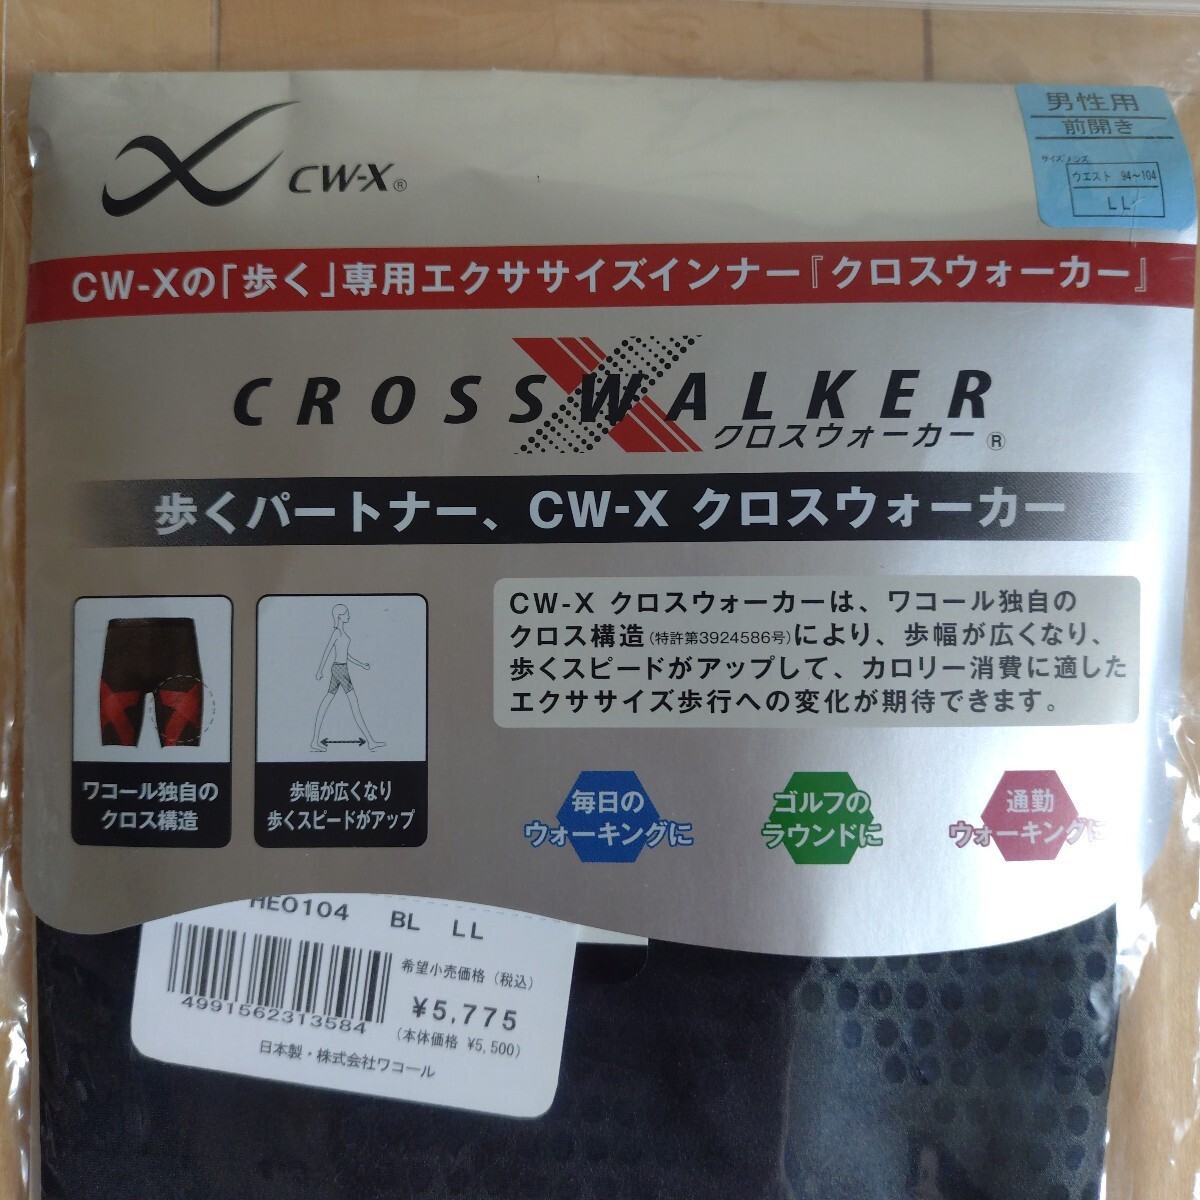 CW-X®
男性用
前開き
サイズ メンズ
ウエスト 94〜104
LL
CW-Xの「歩く」専用エクササイズインナー『クロスウォーカー』
CROSSWALKER
クロスウォーカー®
歩くパートナー、CW-X クロスウォーカー
CW-X クロスウォーカーは、ワコール独自の
クロス構造(特許第3924586号)により、歩幅が広くなり、
歩くスピードがアップして、カロリー消費に適した
エクササイズ歩行への変化が期待できます。
ワコール独自の
クロス構造
歩幅が広くなり
歩くスピードがアップ
毎日の
ウォーキングに
ゴルフの
ラウンドに
通勤
ウォーキングに
HEO104 BL LL
希望小売価格(税込)
¥5,775
(本体価格 ¥5,500)
4991562313584
日本製・株式会社ワコール